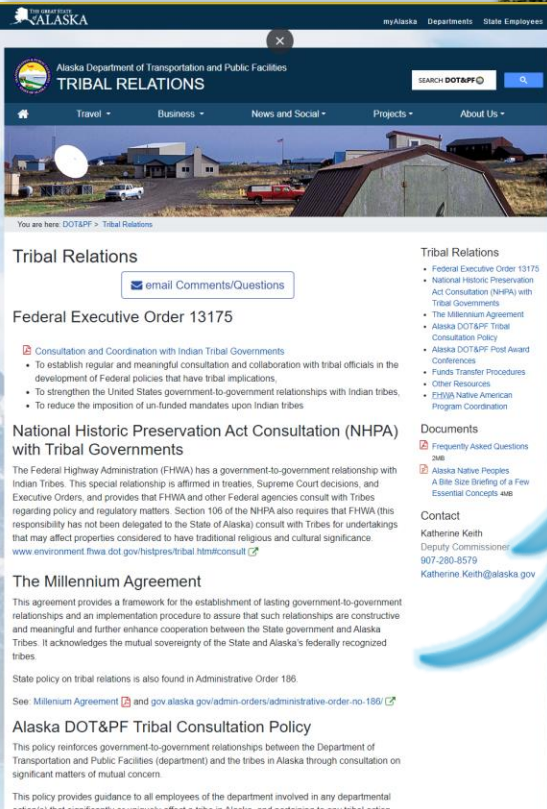 THE GREAT STATE
of ALASKA
myAlaska Departments State Employees
Alaska Department of Transportation and Public Facilities
TRIBAL RELATIONS
SEARCH DOT&PF
Travel Business News and Social Projects About Us
You are here: DOT&PF > Tribal Relations
Tribal Relations
email Comments/Questions
Federal Executive Order 13175
Consultation and Coordination with Indian Tribal Governments
• To establish regular and meaningful consultation and collaboration with tribal officials in the
development of Federal policies that have tribal implications,
• To strengthen the United States government-to-government relationships with Indian tribes,
• To reduce the imposition of un-funded mandates upon Indian tribes
National Historic Preservation Act Consultation (NHPA)
with Tribal Governments
The Federal Highway Administration (FHWA) has a government-to-government relationship with
Indian Tribes. This special relationship is affirmed in treaties, Supreme Court decisions, and
Executive Orders, and provides that FHWA and other Federal agencies consult with Tribes
regarding policy and regulatory matters. Section 106 of the NHPA also requires that FHWA (this
responsibility has not been delegated to the State of Alaska) consult with Tribes for undertakings
that may affect properties considered to have traditional religious and cultural significance.
www.environment.fhwa.dot.gov/histpres/tribal.htm#consult
The Millennium Agreement
This agreement provides a framework for the establishment of lasting government-to-government
relationships and an implementation procedure to assure that such relationships are constructive
and meaningful and further enhance cooperation between the State government and Alaska
Tribes. It acknowledges the mutual sovereignty of the State and Alaska's federally recognized
tribes.
State policy on tribal relations is also found in Administrative Order 186.
See: Millenium Agreement and gov.alaska.gov/admin-orders/administrative-order-no-186/
Alaska DOT&PF Tribal Consultation Policy
This policy reinforces government-to-government relationships between the Department of
Transportation and Public Facilities (department) and the tribes in Alaska through consultation on
significant matters of mutual concern.
This policy provides guidance to all employees of the department involved in any departmental
Tribal Relations
• Federal Executive Order 13175
• National Historic Preservation
Act Consultation (NHPA) with
Tribal Governments
• The Millennium Agreement
• Alaska DOT&PF Tribal
Consultation Policy
• Alaska DOT&PF Post Award
Conferences
• Funds Transfer Procedures
• Other Resources
• FHWA Native American
Program Coordination
Documents
Frequently Asked Questions
2MB
Alaska Native Peoples
A Bite Size Briefing of a Few
Essential Concepts 4MB
Contact
Katherine Keith
Deputy Commissioner
907-280-8579
Katherine.Keith@alaska.gov